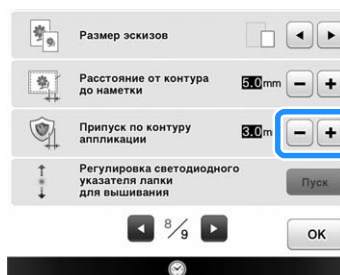 Размер эскизов
Расстояние от контура
до наметки
5.0mm
− +
Припуск по контуру
аппликации
3.0m
− +
Регулировка светодиодного
указателя лапки
для вышивания
Пуск
8/9
OK